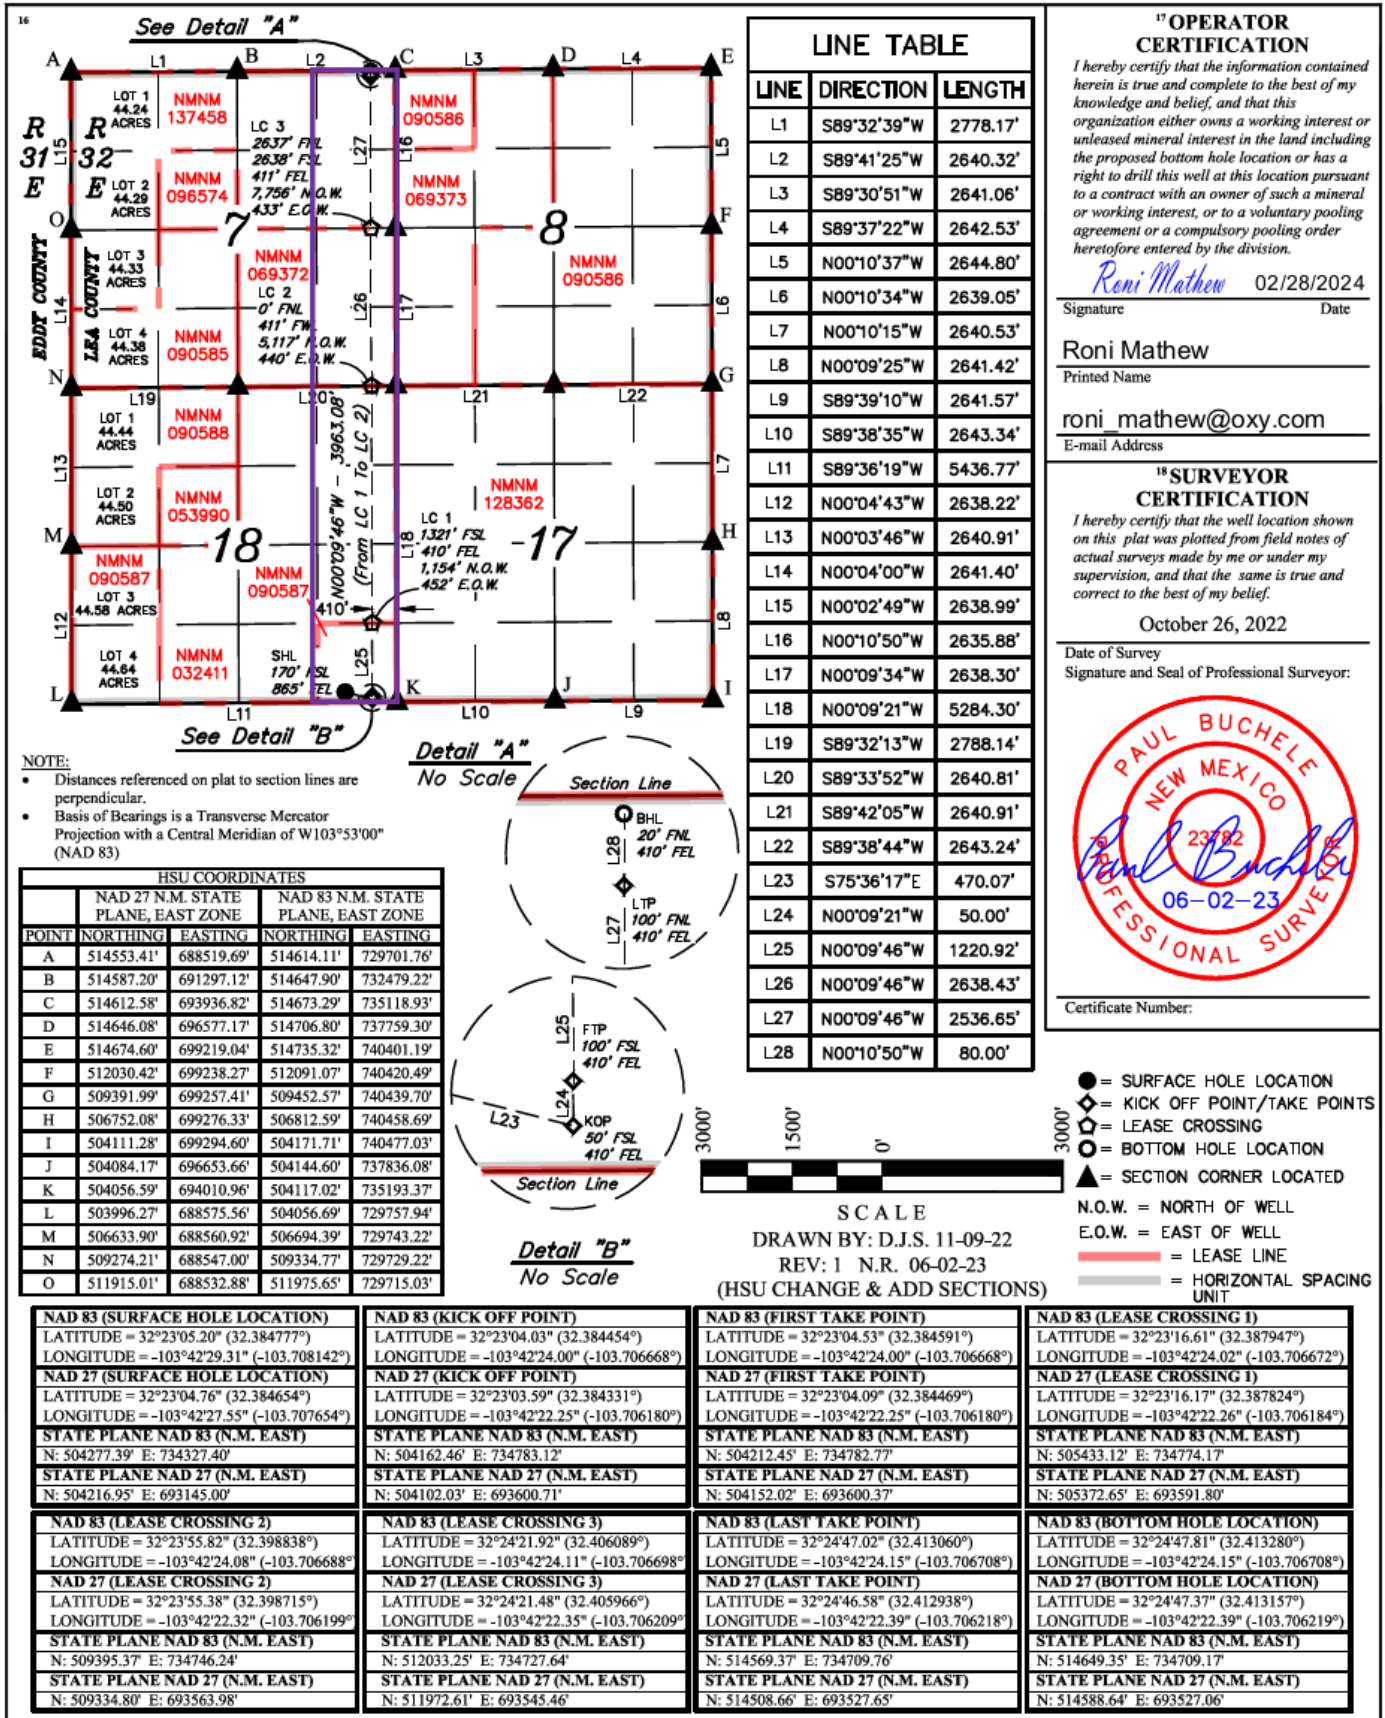 16
See Detail "A"
A
L1
B
L2
C
L3
D
L4
E
LOT 1
44.24
ACRES
NMNM
137458
NMNM
090586
R
31
E
L15
R
32
E
LC 3
2637' FNL
2638' FSL
411' FEL
7,756' N.O.W.
433' E.O.W.
L27
L16
L5
LOT 2
44.29
ACRES
NMNM
096574
NMNM
069373
O
7
8
F
EDDY COUNTY
LEA COUNTY
LOT 3
44.33
ACRES
NMNM
069372
NMNM
090586
LC 2
0' FNL
411' FWL
5,117' N.O.W.
440' E.O.W.
L14
L26
L17
L6
LOT 4
44.38
ACRES
NMNM
090585
N
L19
L20
L21
L22
G
LOT 1
44.44
ACRES
NMNM
090588
N00°09'46"W - 3963.08'
(From LC 1 To LC 2)
L13
L7
LOT 2
44.50
ACRES
NMNM
053990
NMNM
128362
M
18
17
H
L18
LC 1
1321' FSL
410' FEL
1,154' N.O.W.
452' E.O.W.
NMNM
090587
LOT 3
44.58 ACRES
NMNM
090587
410'
L12
L8
LOT 4
44.64
ACRES
NMNM
032411
SHL
170' FSL
865' FEL
L25
L
L11
K
L10
J
L9
I
See Detail "B"
NOTE:
• Distances referenced on plat to section lines are
perpendicular.
• Basis of Bearings is a Transverse Mercator
Projection with a Central Meridian of W103°53'00"
(NAD 83)
Detail "A"
No Scale
Section Line
BHL
20' FNL
410' FEL
L28
LTP
100' FNL
410' FEL
L27
L25
FTP
100' FSL
410' FEL
L24
L23
KOP
50' FSL
410' FEL
Section Line
Detail "B"
No Scale
HSU COORDINATES
NAD 27 N.M. STATE PLANE, EAST ZONE NAD 83 N.M. STATE PLANE, EAST ZONE
POINT NORTHING EASTING NORTHING EASTING
A 514553.41' 688519.69' 514614.11' 729701.76'
B 514587.20' 691297.12' 514647.90' 732479.22'
C 514612.58' 693936.82' 514673.29' 735118.93'
D 514646.08' 696577.17' 514706.80' 737759.30'
E 514674.60' 699219.04' 514735.32' 740401.19'
F 512030.42' 699238.27' 512091.07' 740420.49'
G 509391.99' 699257.41' 509452.57' 740439.70'
H 506752.08' 699276.33' 506812.59' 740458.69'
I 504111.28' 699294.60' 504171.71' 740477.03'
J 504084.17' 696653.66' 504144.60' 737836.08'
K 504056.59' 694010.96' 504117.02' 735193.37'
L 503996.27' 688575.56' 504056.69' 729757.94'
M 506633.90' 688560.92' 506694.39' 729743.22'
N 509274.21' 688547.00' 509334.77' 729729.22'
O 511915.01' 688532.88' 511975.65' 729715.03'
LINE TABLE
LINE DIRECTION LENGTH
L1 S89°32'39"W 2778.17'
L2 S89°41'25"W 2640.32'
L3 S89°30'51"W 2641.06'
L4 S89°37'22"W 2642.53'
L5 N00°10'37"W 2644.80'
L6 N00°10'34"W 2639.05'
L7 N00°10'15"W 2640.53'
L8 N00°09'25"W 2641.42'
L9 S89°39'10"W 2641.57'
L10 S89°38'35"W 2643.34'
L11 S89°36'19"W 5436.77'
L12 N00°04'43"W 2638.22'
L13 N00°03'46"W 2640.91'
L14 N00°04'00"W 2641.40'
L15 N00°02'49"W 2638.99'
L16 N00°10'50"W 2635.88'
L17 N00°09'34"W 2638.30'
L18 N00°09'21"W 5284.30'
L19 S89°32'13"W 2788.14'
L20 S89°33'52"W 2640.81'
L21 S89°42'05"W 2640.91'
L22 S89°38'44"W 2643.24'
L23 S75°36'17"E 470.07'
L24 N00°09'21"W 50.00'
L25 N00°09'46"W 1220.92'
L26 N00°09'46"W 2638.43'
L27 N00°09'46"W 2536.65'
L28 N00°10'50"W 80.00'
17 OPERATOR
CERTIFICATION
I hereby certify that the information contained
herein is true and complete to the best of my
knowledge and belief, and that this
organization either owns a working interest or
unleased mineral interest in the land including
the proposed bottom hole location or has a
right to drill this well at this location pursuant
to a contract with an owner of such a mineral
or working interest, or to a voluntary pooling
agreement or a compulsory pooling order
heretofore entered by the division.
Roni Mathew 02/28/2024
Signature Date
Roni Mathew
Printed Name
roni_mathew@oxy.com
E-mail Address
18 SURVEYOR
CERTIFICATION
I hereby certify that the well location shown
on this plat was plotted from field notes of
actual surveys made by me or under my
supervision, and that the same is true and
correct to the best of my belief.
October 26, 2022
Date of Survey
Signature and Seal of Professional Surveyor:
PAUL BUCHELE
NEW MEXICO
23782
Paul Buchele
06-02-23
PROFESSIONAL SURVEYOR
Certificate Number:
3000' 1500' 0' 3000'
SCALE
DRAWN BY: D.J.S. 11-09-22
REV: 1 N.R. 06-02-23
(HSU CHANGE & ADD SECTIONS)
= SURFACE HOLE LOCATION
= KICK OFF POINT/TAKE POINTS
= LEASE CROSSING
= BOTTOM HOLE LOCATION
= SECTION CORNER LOCATED
N.O.W. = NORTH OF WELL
E.O.W. = EAST OF WELL
= LEASE LINE
= HORIZONTAL SPACING
UNIT
NAD 83 (SURFACE HOLE LOCATION)
LATITUDE = 32°23'05.20" (32.384777°)
LONGITUDE = -103°42'29.31" (-103.708142°)
NAD 27 (SURFACE HOLE LOCATION)
LATITUDE = 32°23'04.76" (32.384654°)
LONGITUDE = -103°42'27.55" (-103.707654°)
STATE PLANE NAD 83 (N.M. EAST)
N: 504277.39' E: 734327.40'
STATE PLANE NAD 27 (N.M. EAST)
N: 504216.95' E: 693145.00'
NAD 83 (KICK OFF POINT)
LATITUDE = 32°23'04.03" (32.384454°)
LONGITUDE = -103°42'24.00" (-103.706668°)
NAD 27 (KICK OFF POINT)
LATITUDE = 32°23'03.59" (32.384331°)
LONGITUDE = -103°42'22.25" (-103.706180°)
STATE PLANE NAD 83 (N.M. EAST)
N: 504162.46' E: 734783.12'
STATE PLANE NAD 27 (N.M. EAST)
N: 504102.03' E: 693600.71'
NAD 83 (FIRST TAKE POINT)
LATITUDE = 32°23'04.53" (32.384591°)
LONGITUDE = -103°42'24.00" (-103.706668°)
NAD 27 (FIRST TAKE POINT)
LATITUDE = 32°23'04.09" (32.384469°)
LONGITUDE = -103°42'22.25" (-103.706180°)
STATE PLANE NAD 83 (N.M. EAST)
N: 504212.45' E: 734782.77'
STATE PLANE NAD 27 (N.M. EAST)
N: 504152.02' E: 693600.37'
NAD 83 (LEASE CROSSING 1)
LATITUDE = 32°23'16.61" (32.387947°)
LONGITUDE = -103°42'24.02" (-103.706672°)
NAD 27 (LEASE CROSSING 1)
LATITUDE = 32°23'16.17" (32.387824°)
LONGITUDE = -103°42'22.26" (-103.706184°)
STATE PLANE NAD 83 (N.M. EAST)
N: 505433.12' E: 734774.17'
STATE PLANE NAD 27 (N.M. EAST)
N: 505372.65' E: 693591.80'
NAD 83 (LEASE CROSSING 2)
LATITUDE = 32°23'55.82" (32.398838°)
LONGITUDE = -103°42'24.08" (-103.706688°)
NAD 27 (LEASE CROSSING 2)
LATITUDE = 32°23'55.38" (32.398715°)
LONGITUDE = -103°42'22.32" (-103.706199°)
STATE PLANE NAD 83 (N.M. EAST)
N: 509395.37' E: 734746.24'
STATE PLANE NAD 27 (N.M. EAST)
N: 509334.80' E: 693563.98'
NAD 83 (LEASE CROSSING 3)
LATITUDE = 32°24'21.92" (32.406089°)
LONGITUDE = -103°42'24.11" (-103.706698°
NAD 27 (LEASE CROSSING 3)
LATITUDE = 32°24'21.48" (32.405966°)
LONGITUDE = -103°42'22.35" (-103.706209°
STATE PLANE NAD 83 (N.M. EAST)
N: 512033.25' E: 734727.64'
STATE PLANE NAD 27 (N.M. EAST)
N: 511972.61' E: 693545.46'
NAD 83 (LAST TAKE POINT)
LATITUDE = 32°24'47.02" (32.413060°)
LONGITUDE = -103°42'24.15" (-103.706708°)
NAD 27 (LAST TAKE POINT)
LATITUDE = 32°24'46.58" (32.412938°)
LONGITUDE = -103°42'22.39" (-103.706218°)
STATE PLANE NAD 83 (N.M. EAST)
N: 514569.37' E: 734709.76'
STATE PLANE NAD 27 (N.M. EAST)
N: 514508.66' E: 693527.65'
NAD 83 (BOTTOM HOLE LOCATION)
LATITUDE = 32°24'47.81" (32.413280°)
LONGITUDE = -103°42'24.15" (-103.706708°)
NAD 27 (BOTTOM HOLE LOCATION)
LATITUDE = 32°24'47.37" (32.413157°)
LONGITUDE = -103°42'22.39" (-103.706219°)
STATE PLANE NAD 83 (N.M. EAST)
N: 514649.35' E: 734709.17'
STATE PLANE NAD 27 (N.M. EAST)
N: 514588.64' E: 693527.06'